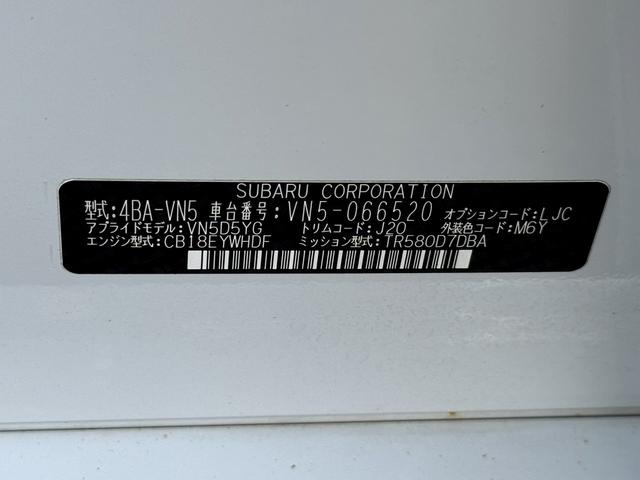 SUBARU CORPORATION
型式:4BA-VN5 車台番号:VN5-066520 オプションコード:LJC
アプライドモデル:VN5D5YG トリムコード:J20 外装色コード:M6Y
エンジン型式:CB18EYWHDF ミッション型式:TR580D7DBA